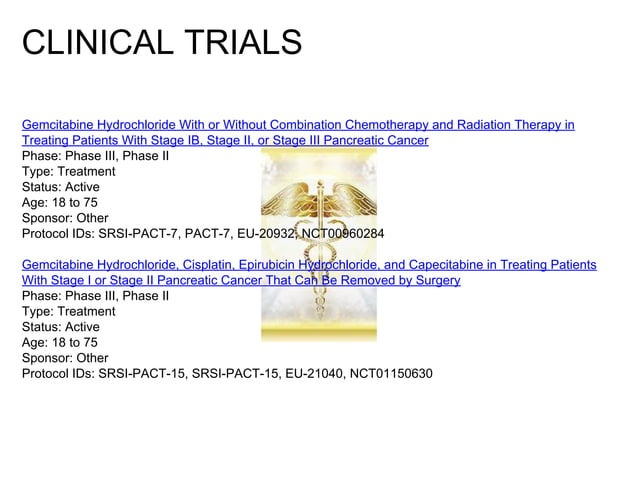 CLINICAL TRIALS
Gemcitabine Hydrochloride With or Without Combination Chemotherapy and Radiation Therapy in
Treating Patients With Stage IB, Stage II, or Stage III Pancreatic Cancer
Phase: Phase III, Phase II
Type: Treatment
Status: Active
Age: 18 to 75
Sponsor: Other
Protocol IDs: SRSI-PACT-7, PACT-7, EU-20932, NCT00960284
Gemcitabine Hydrochloride, Cisplatin, Epirubicin Hydrochloride, and Capecitabine in Treating Patients
With Stage I or Stage II Pancreatic Cancer That Can Be Removed by Surgery
Phase: Phase III, Phase II
Type: Treatment
Status: Active
Age: 18 to 75
Sponsor: Other
Protocol IDs: SRSI-PACT-15, SRSI-PACT-15, EU-21040, NCT01150630